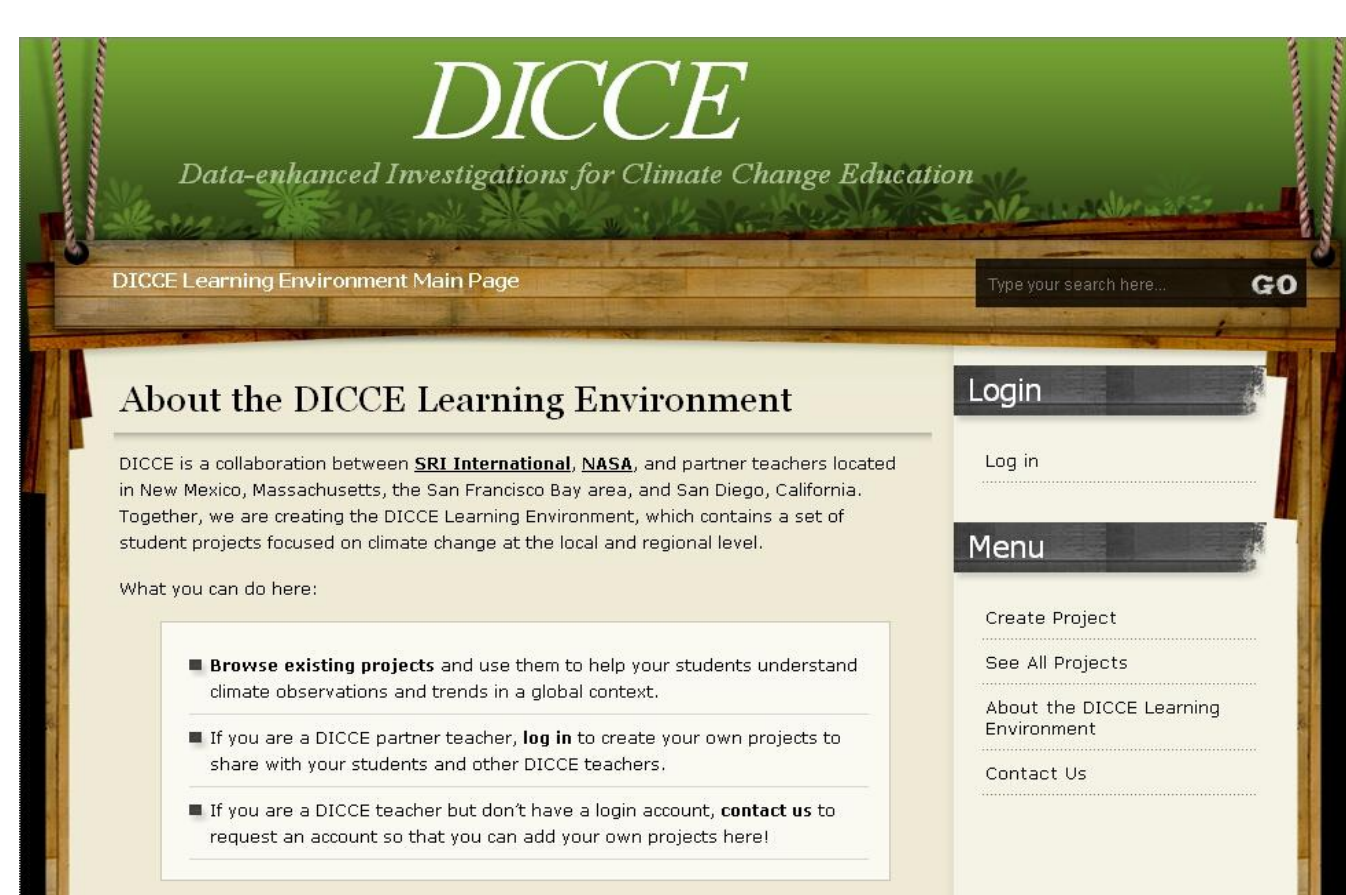 DICCE
Data-enhanced Investigations for Climate Change Education
DICCE Learning Environment Main Page
Type your search here...
GO
About the DICCE Learning Environment
DICCE is a collaboration between SRI International, NASA, and partner teachers located
in New Mexico, Massachusetts, the San Francisco Bay area, and San Diego, California.
Together, we are creating the DICCE Learning Environment, which contains a set of
student projects focused on climate change at the local and regional level.
What you can do here:
Browse existing projects and use them to help your students understand
climate observations and trends in a global context.
If you are a DICCE partner teacher, log in to create your own projects to
share with your students and other DICCE teachers.
If you are a DICCE teacher but don't have a login account, contact us to
request an account so that you can add your own projects here!
Login
Log in
Menu
Create Project
See All Projects
About the DICCE Learning
Environment
Contact Us